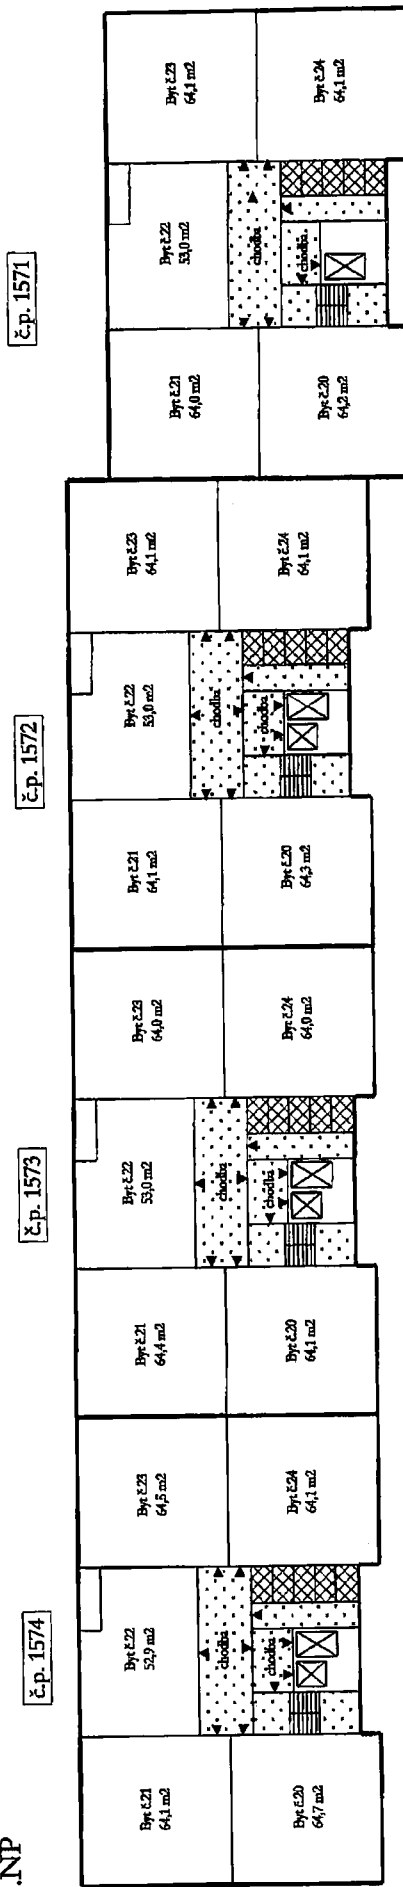 .NP
č.p. 1574
č.p. 1573
č.p. 1572
č.p. 1571
Byt č.21
64,1 m2
Byt č.22
52,9 m2
Byt č.23
64,5 m2
Byt č.20
64,7 m2
chodba
chodba
Byt č.24
64,1 m2
Byt č.21
64,4 m2
Byt č.22
53,0 m2
Byt č.23
64,0 m2
Byt č.20
64,1 m2
chodba
chodba
Byt č.24
64,0 m2
Byt č.21
64,1 m2
Byt č.22
53,0 m2
Byt č.23
64,1 m2
Byt č.20
64,3 m2
chodba
chodba
Byt č.24
64,1 m2
Byt č.21
64,0 m2
Byt č.22
53,0 m2
Byt č.23
64,1 m2
Byt č.20
64,2 m2
chodba
chodba
Byt č.24
64,1 m2